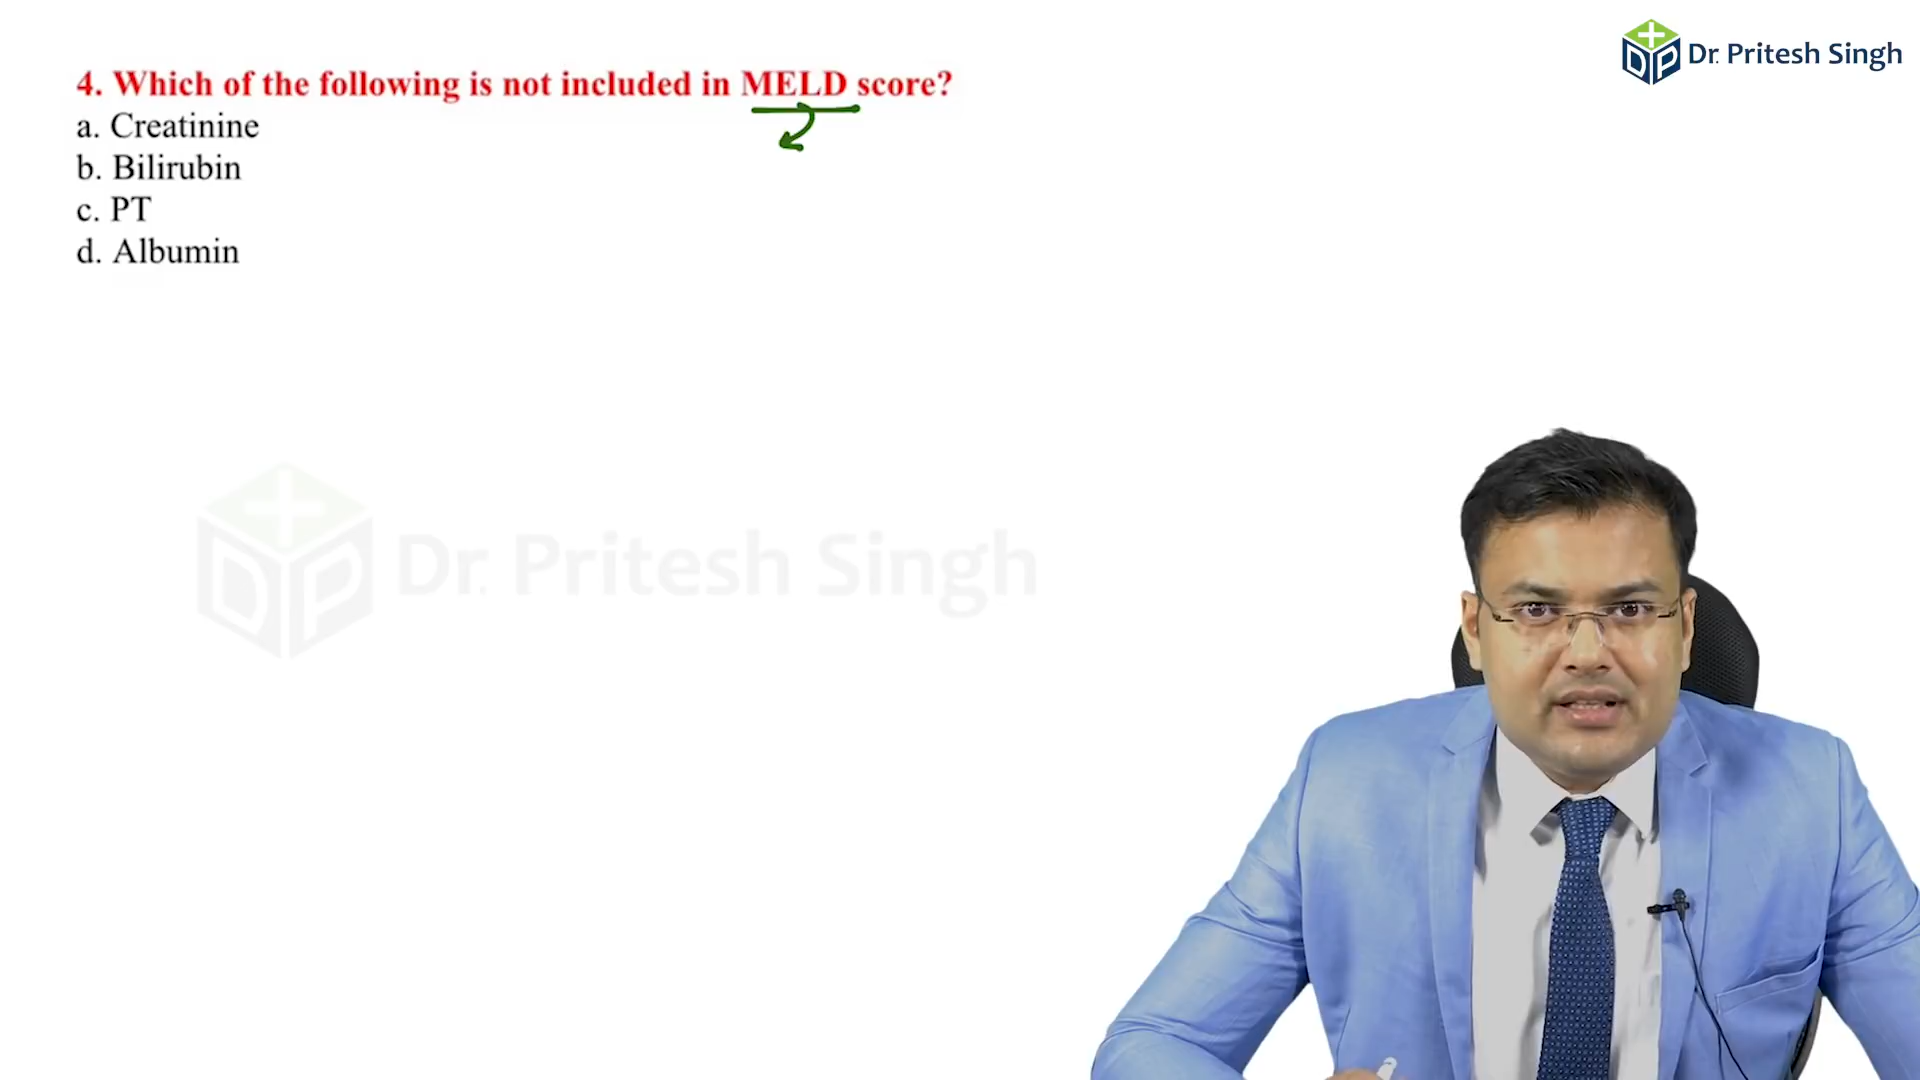 Dr. Pritesh Singh
4. Which of the following is not included in MELD score?
a. Creatinine
b. Bilirubin
c. PT
d. Albumin
Dr. Pritesh Singh